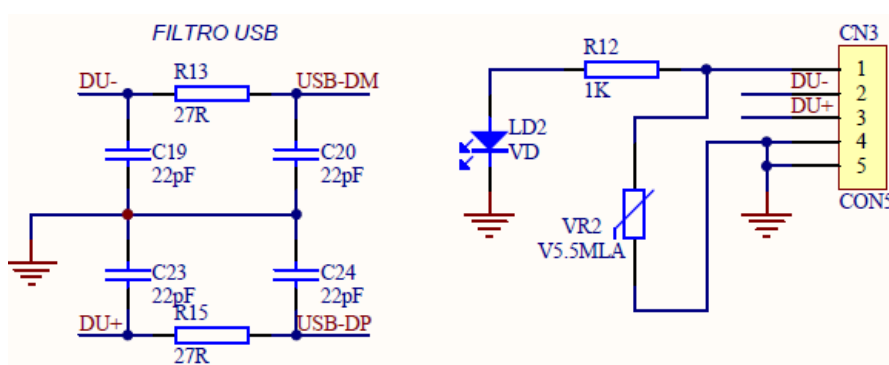 FILTRO USB
DU-
R13
USB-DM
27R
C19
22pF
C20
22pF
C23
22pF
C24
22pF
DU+
R15
USB-DP
27R
R12
1K
LD2
VD
VR2
V5.5MLA
CN3
1
DU-
2
DU+
3
4
5
CON5